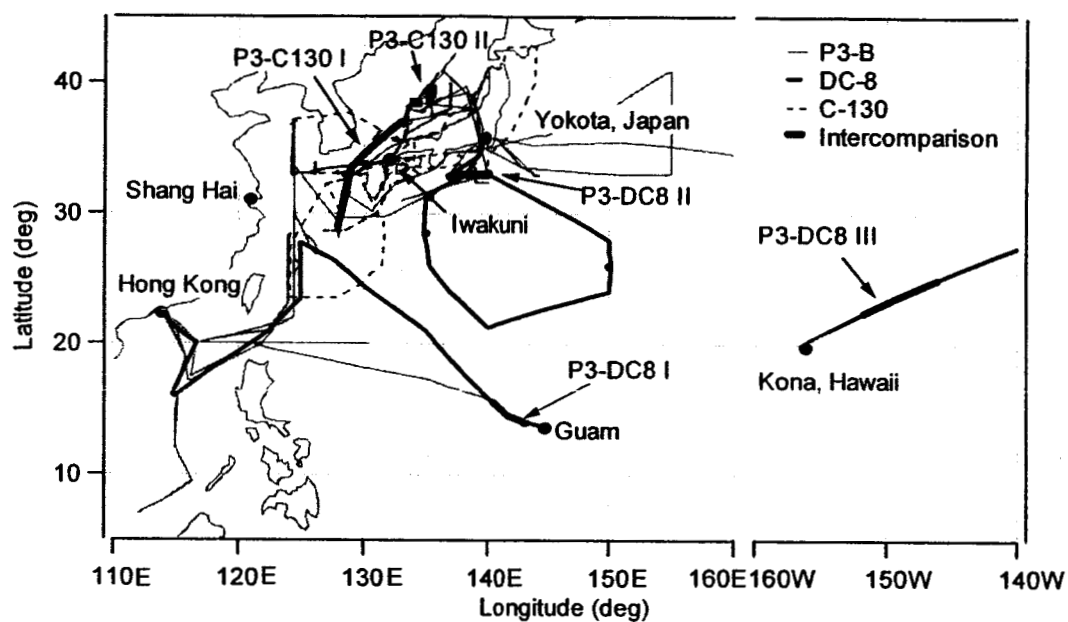 P3-C130 II
P3-C130 I
P3-B
DC-8
C-130
Intercomparison
40
Yokota, Japan
Shang Hai
P3-DC8 II
30
Iwakuni
P3-DC8 III
Hong Kong
Latitude (deg)
20
P3-DC8 I
Kona, Hawaii
Guam
10
110E 120E 130E 140E 150E 160E 160W 150W 140W
Longitude (deg)